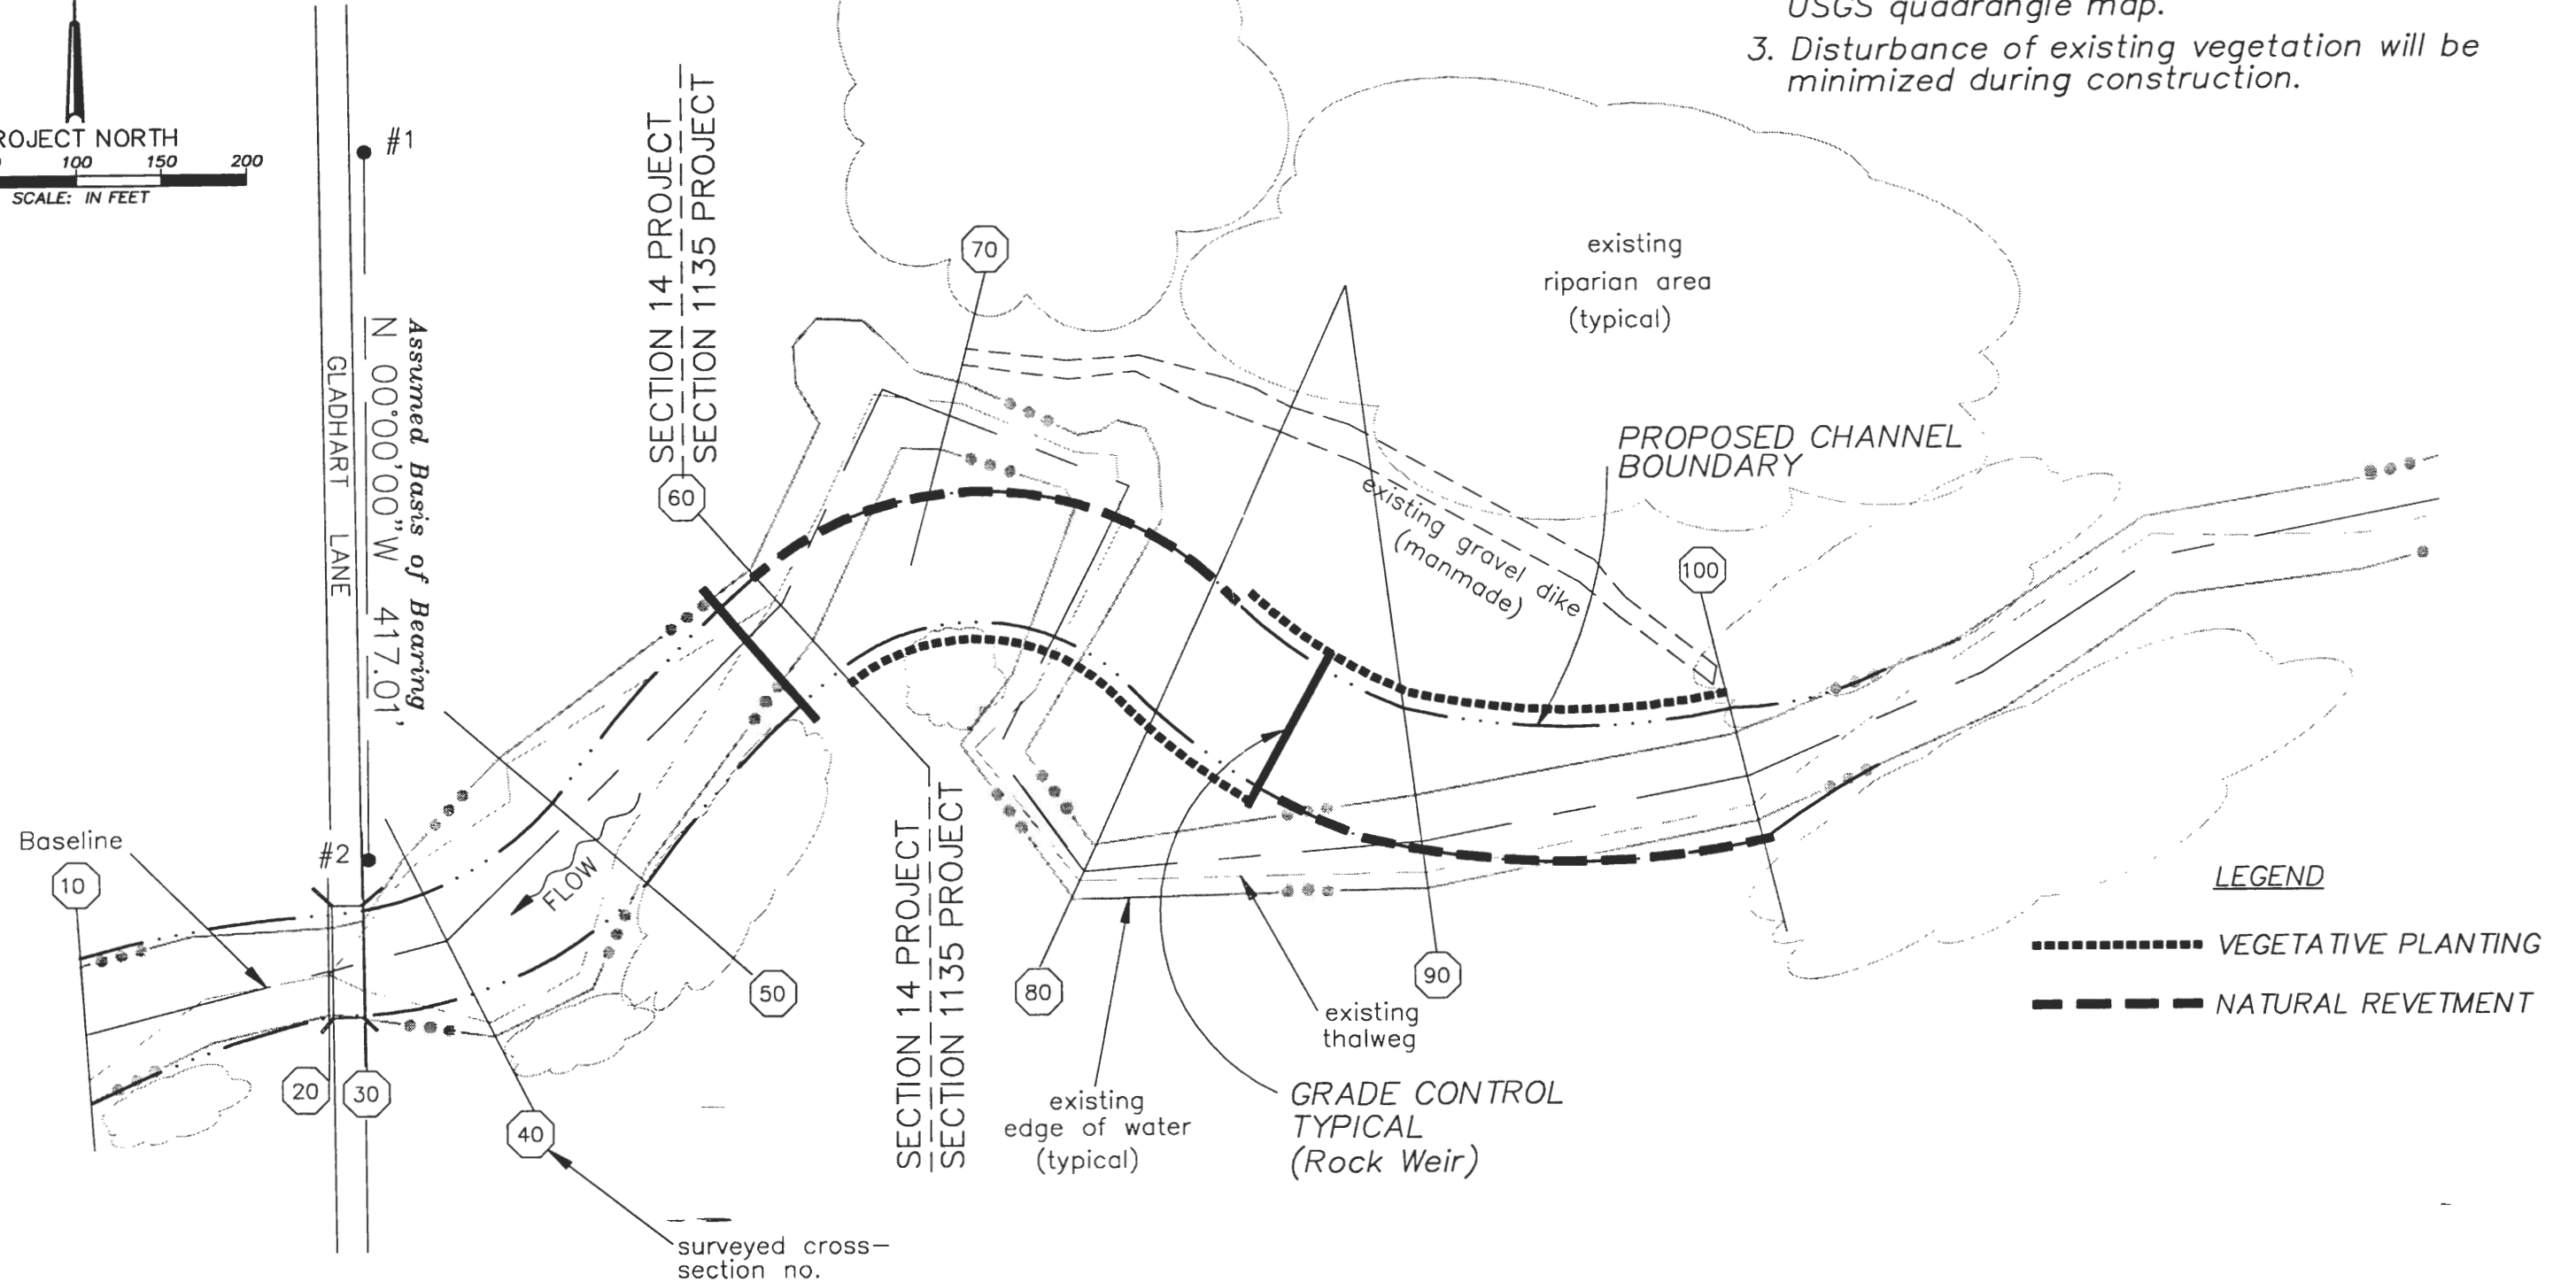 USGS quadrangle map.
3. Disturbance of existing vegetation will be
minimized during construction.
ROJECT NORTH
100 150 200
SCALE: IN FEET
#1
GLADHART LANE
N 00°00'00"W 417.01'
Assumed Basis of Bearing
#2
SECTION 14 PROJECT
SECTION 1135 PROJECT
60
70
existing
riparian area
(typical)
PROPOSED CHANNEL
BOUNDARY
existing gravel dike
(manmade)
100
Baseline
10
FLOW
20
30
40
50
SECTION 14 PROJECT
SECTION 1135 PROJECT
80
90
existing
thalweg
existing
edge of water
(typical)
GRADE CONTROL
TYPICAL
(Rock Weir)
surveyed cross-
section no.
LEGEND
VEGETATIVE PLANTING
NATURAL REVETMENT